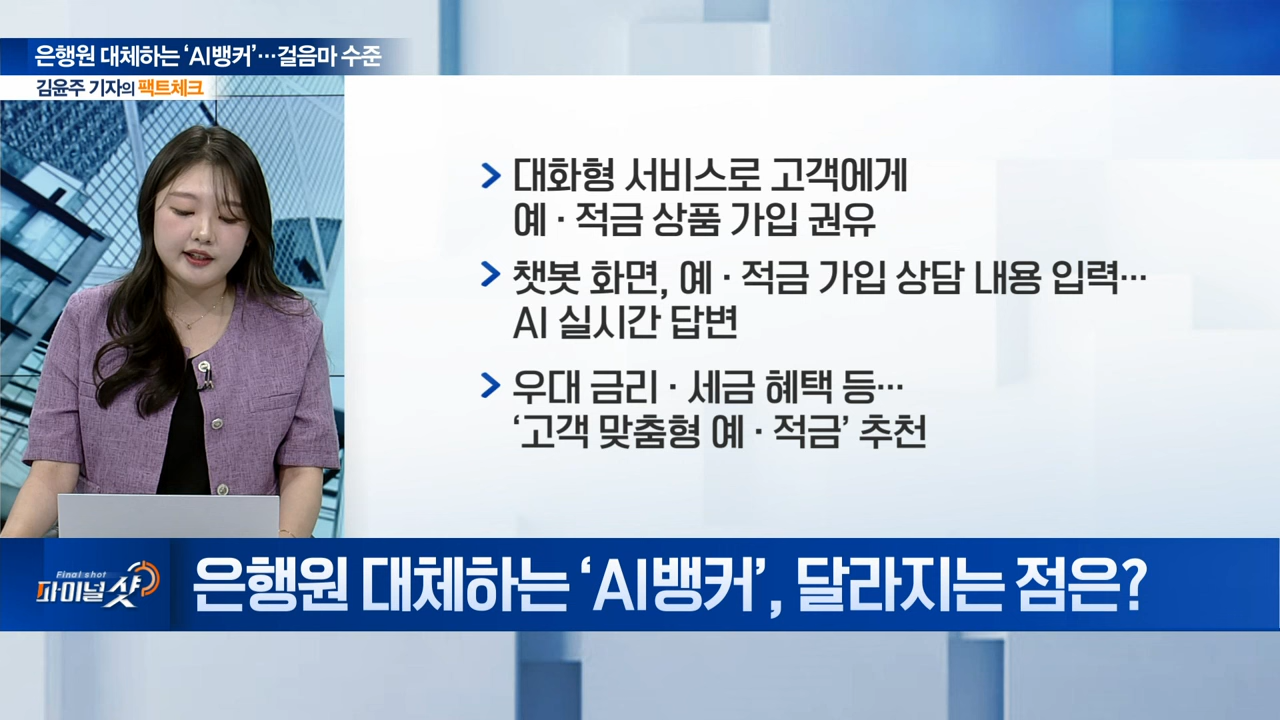 은행원 대체하는 ‘AI뱅커’…걸음마 수준
김윤주 기자의 팩트체크
> 대화형 서비스로 고객에게
예·적금 상품 가입 권유
> 챗봇 화면, 예·적금 가입 상담 내용 입력…
AI 실시간 답변
> 우대 금리·세금 혜택 등…
‘고객 맞춤형 예·적금’ 추천
Final shot
파이널 샷
은행원 대체하는 ‘AI뱅커’, 달라지는 점은?